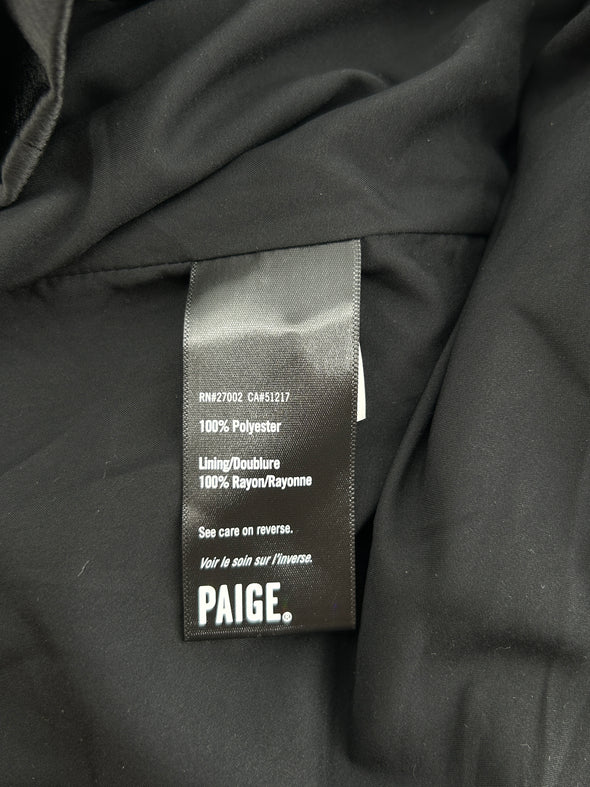 RN#27002 CA#51217
100% Polyester
Lining/Doublure
100% Rayon/Rayonne
See care on reverse.
Voir le soin sur l'inverse.
PAIGE.